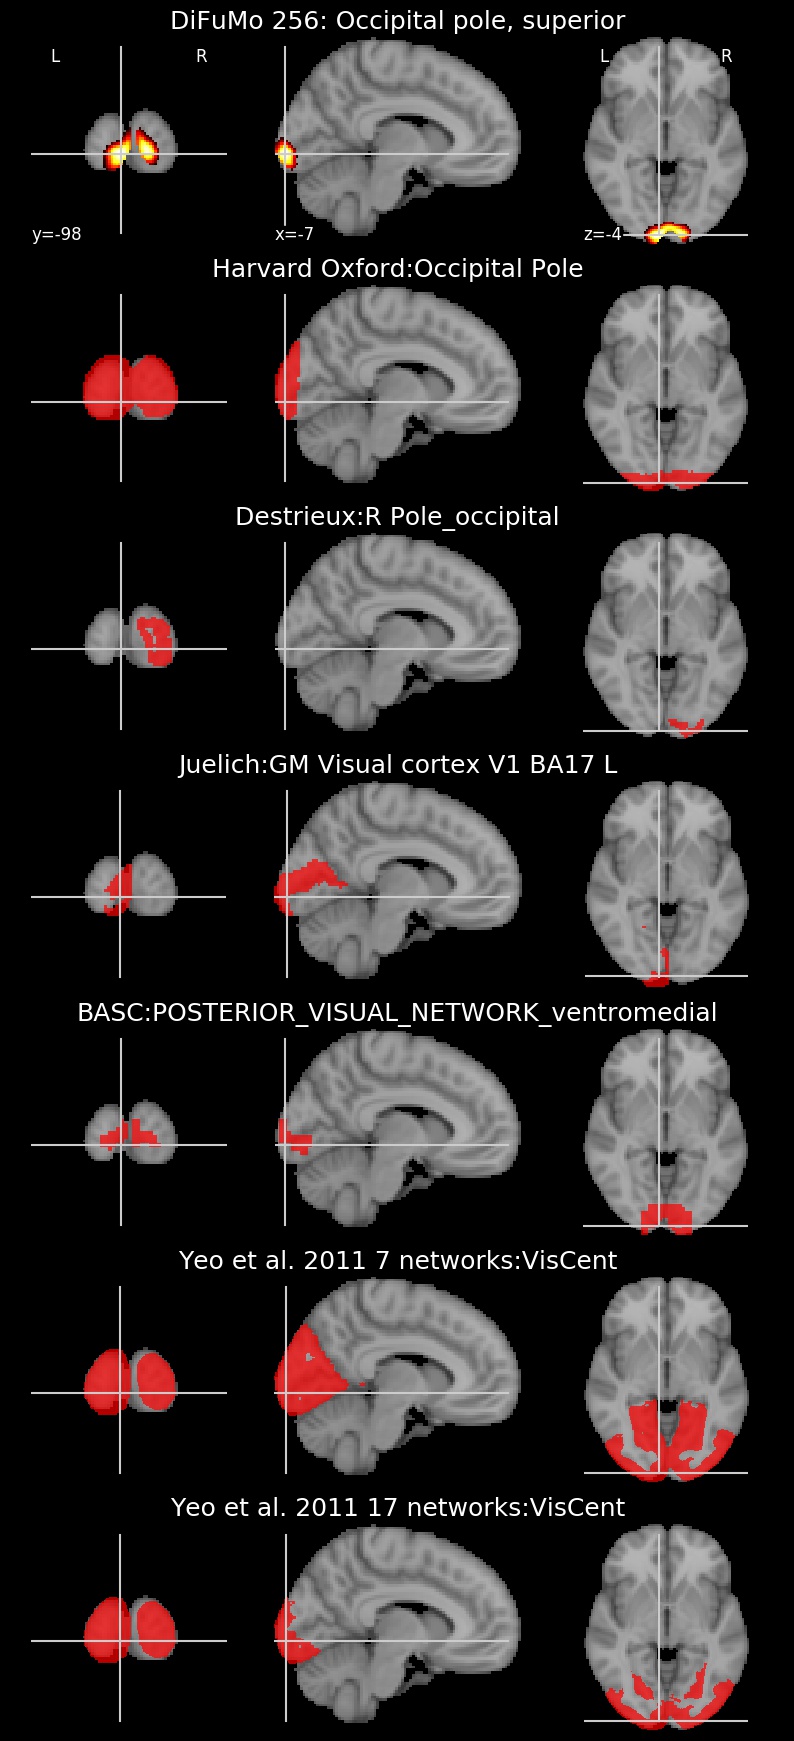 DiFuMo 256: Occipital pole, superior
L R L R
y=-98 x=-7 z=-4
Harvard Oxford:Occipital Pole
Destrieux:R Pole_occipital
Juelich:GM Visual cortex V1 BA17 L
BASC:POSTERIOR_VISUAL_NETWORK_ventromedial
Yeo et al. 2011 7 networks:VisCent
Yeo et al. 2011 17 networks:VisCent